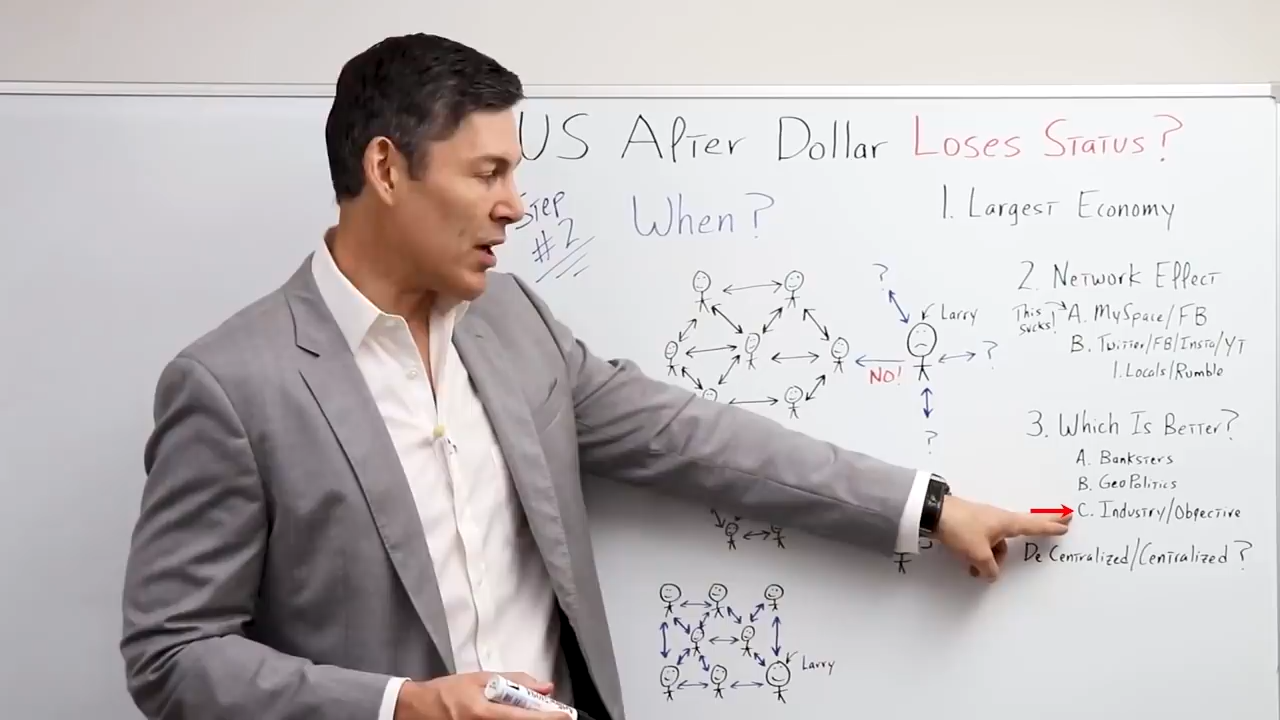 US After Dollar Loses Status?
Step
#2
When?
1. Largest Economy
2. Network Effect
This
Sucks!
A. MySpace/FB
B. Twitter/FB/Insta/YT
1. Locals/Rumble
?
Larry
?
NO!
?
3. Which Is Better?
A. Banksters
B. GeoPolitics
C. Industry/Objective
DeCentralized/Centralized?
Larry